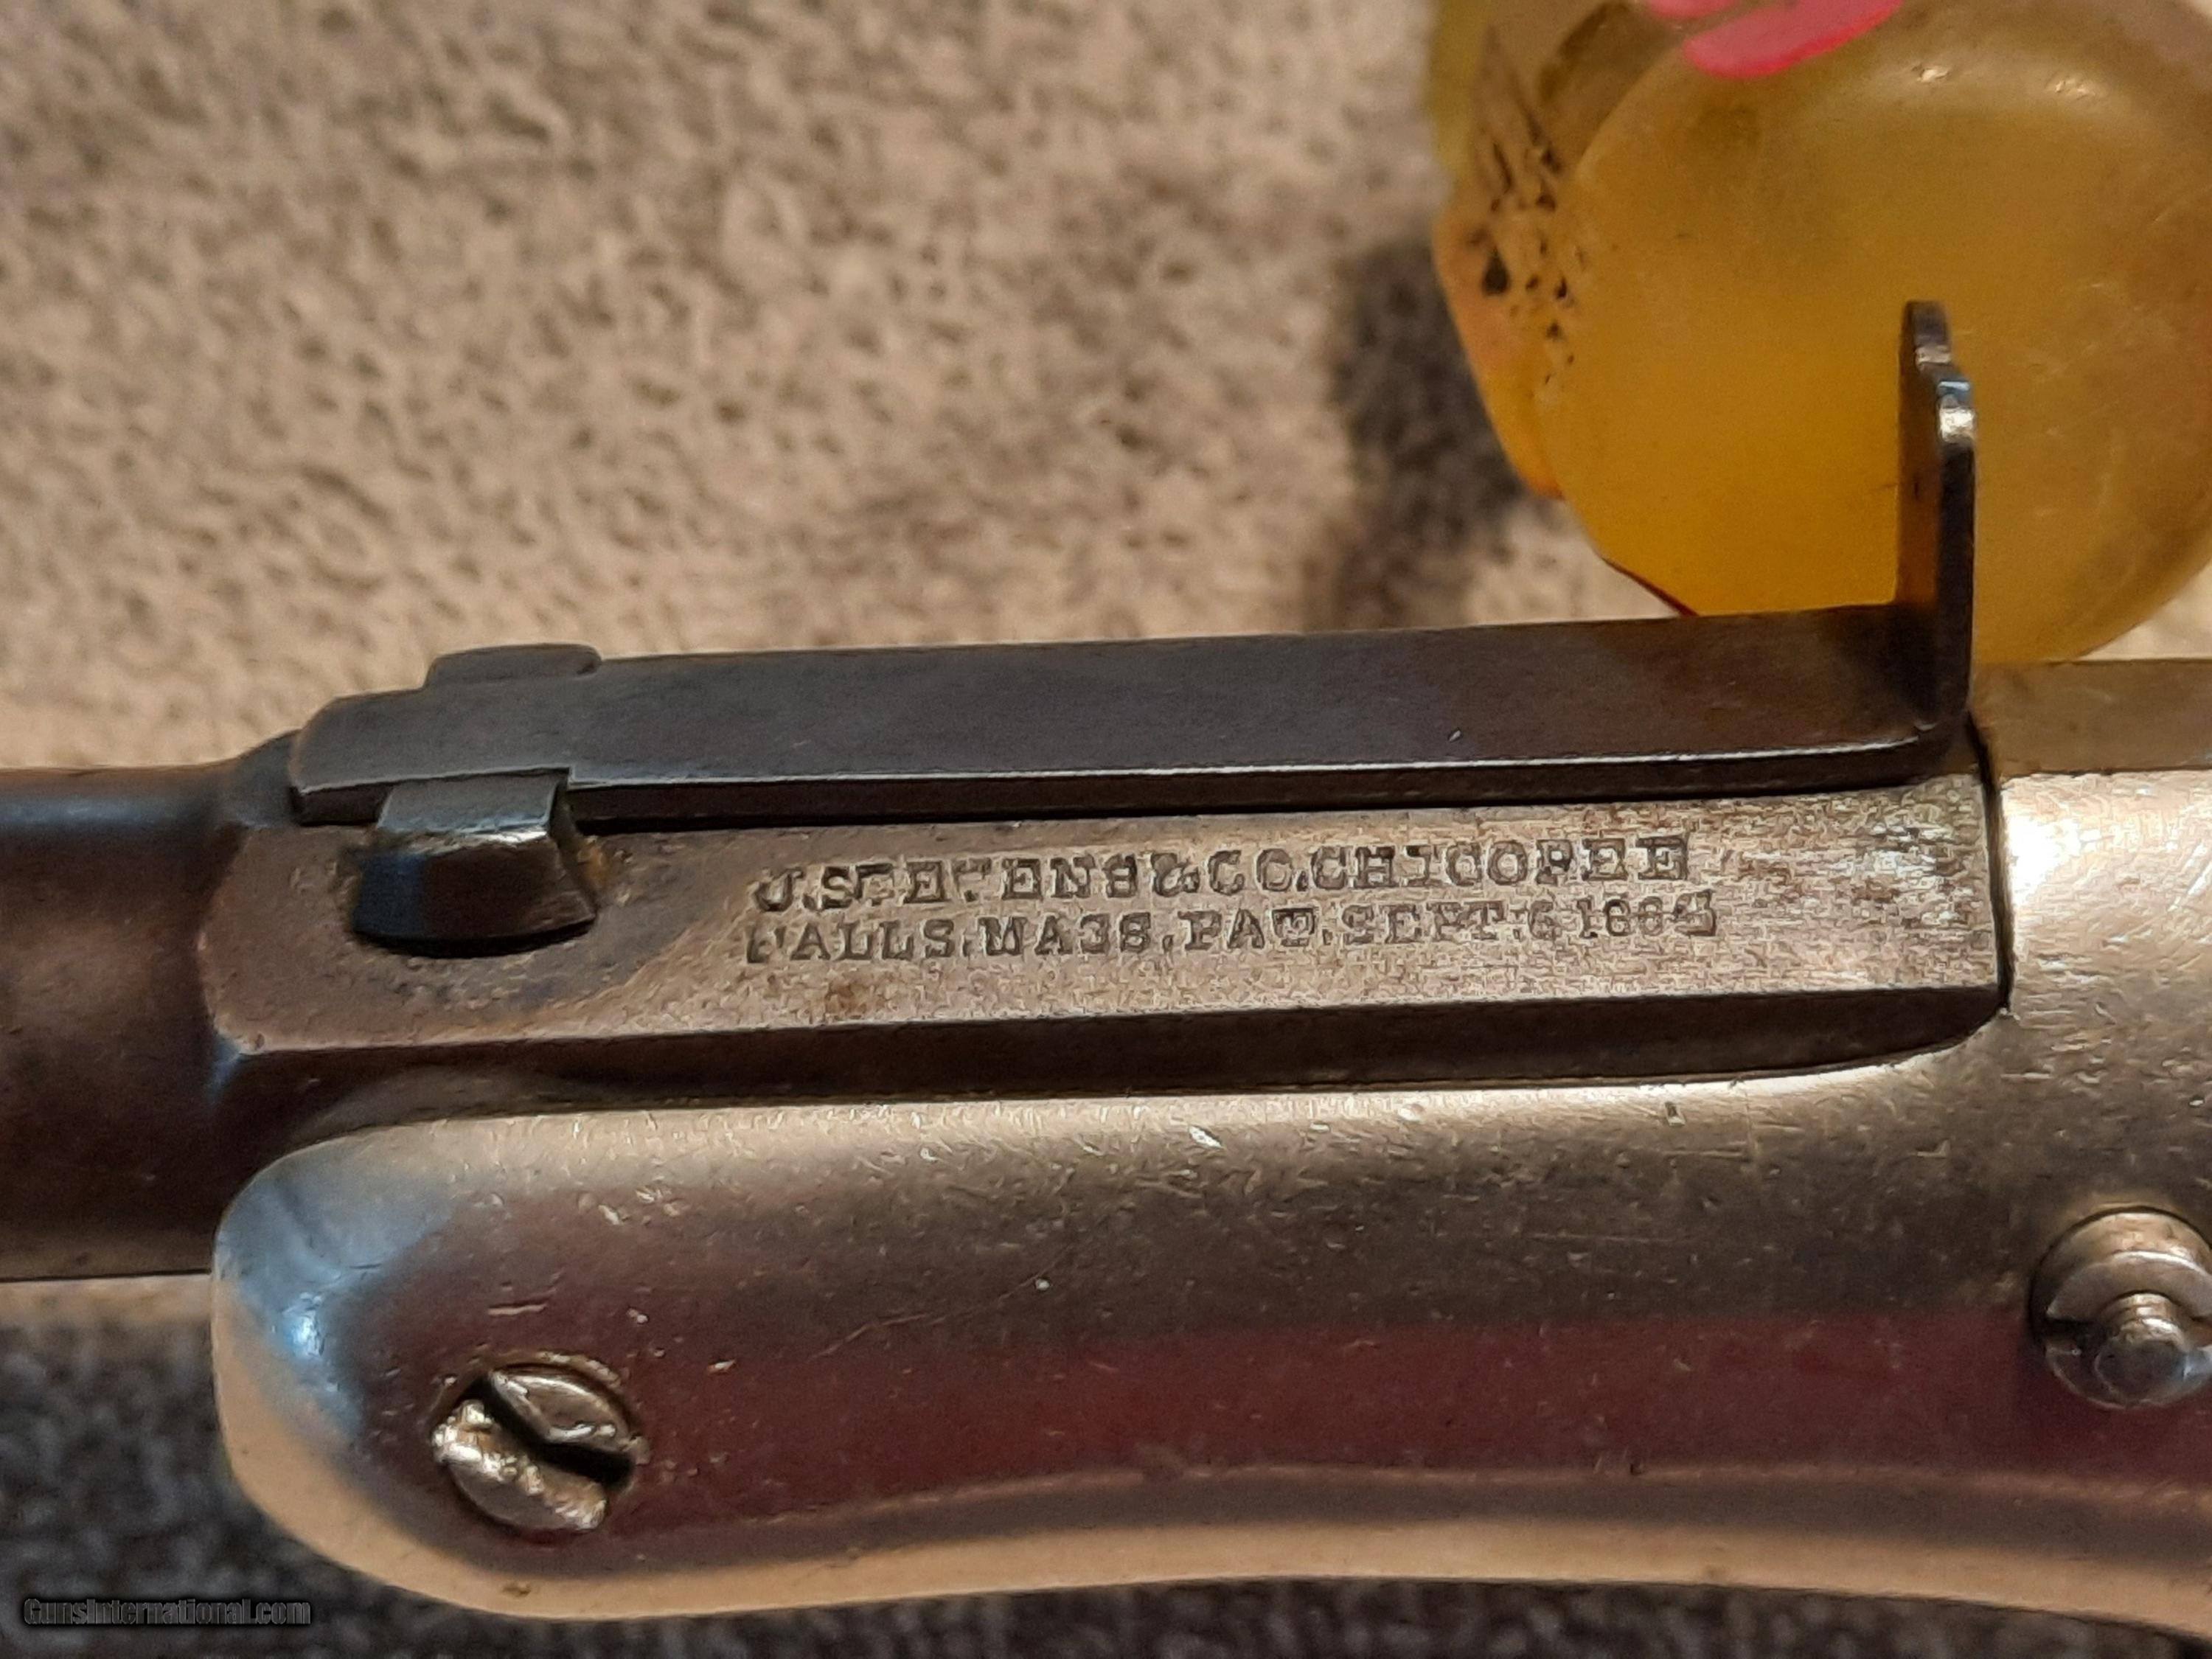 J.STEVENS&CO.CHICOPEE
FALLS.MASS.PAT.SEPT.6 1864
GunsInternational.com